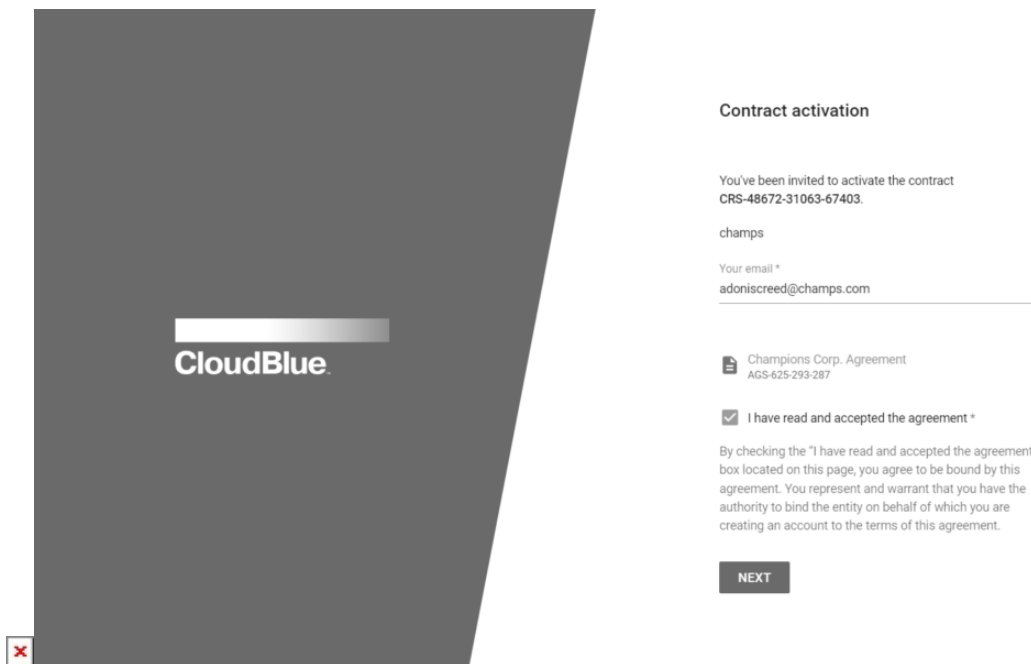 Contract activation
You've been invited to activate the contract
CRS-48672-31063-67403.
champs
Your email *
adoniscreed@champs.com
CloudBlue
Champions Corp. Agreement
AGS-625-293-287
I have read and accepted the agreement *
By checking the "I have read and accepted the agreement
box located on this page, you agree to be bound by this
agreement. You represent and warrant that you have the
authority to bind the entity on behalf of which you are
creating an account to the terms of this agreement.
NEXT